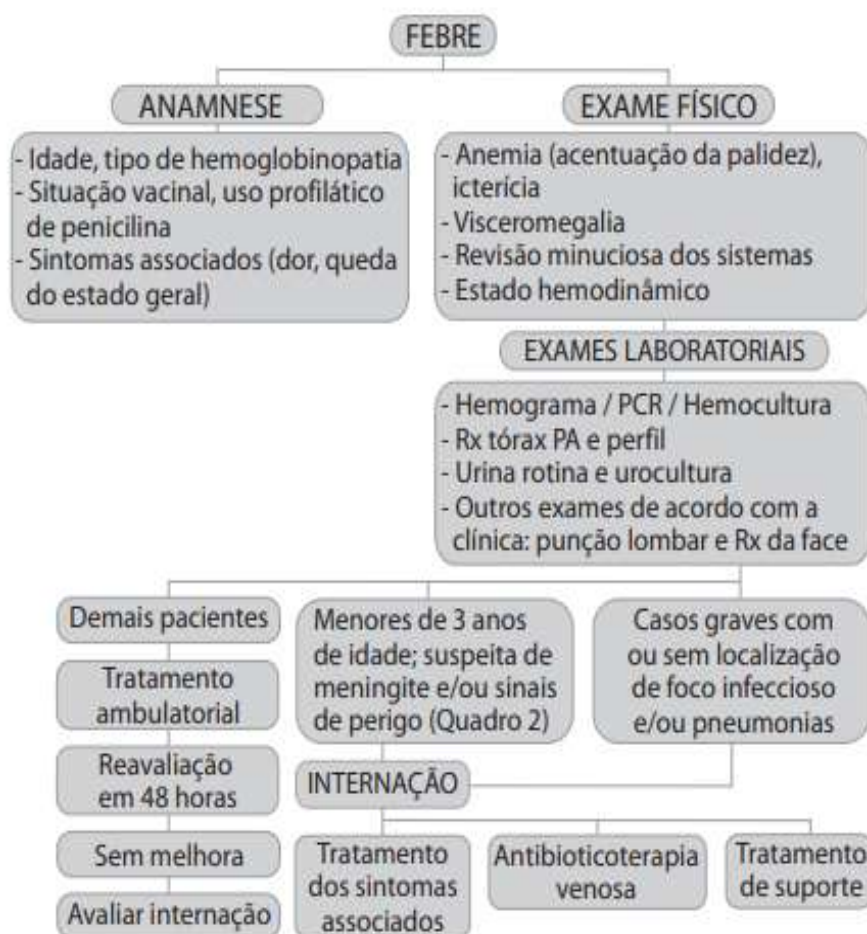 FEBRE
ANAMNESE
- Idade, tipo de hemoglobinopatia
- Situação vacinal, uso profilático
de penicilina
- Sintomas associados (dor, queda
do estado geral)
EXAME FÍSICO
- Anemia (acentuação da palidez),
icterícia
- Visceromegalia
- Revisão minuciosa dos sistemas
- Estado hemodinâmico
EXAMES LABORATORIAIS
- Hemograma / PCR / Hemocultura
- Rx tórax PA e perfil
- Urina rotina e urocultura
- Outros exames de acordo com a
clínica: punção lombar e Rx da face
Demais pacientes
Tratamento
ambulatorial
Reavaliação
em 48 horas
Sem melhora
Avaliar internação
Menores de 3 anos
de idade; suspeita de
meningite e/ou sinais
de perigo (Quadro 2)
Casos graves com
ou sem localização
de foco infeccioso
e/ou pneumonias
INTERNAÇÃO
Tratamento
dos sintomas
associados
Antibioticoterapia
venosa
Tratamento
de suporte